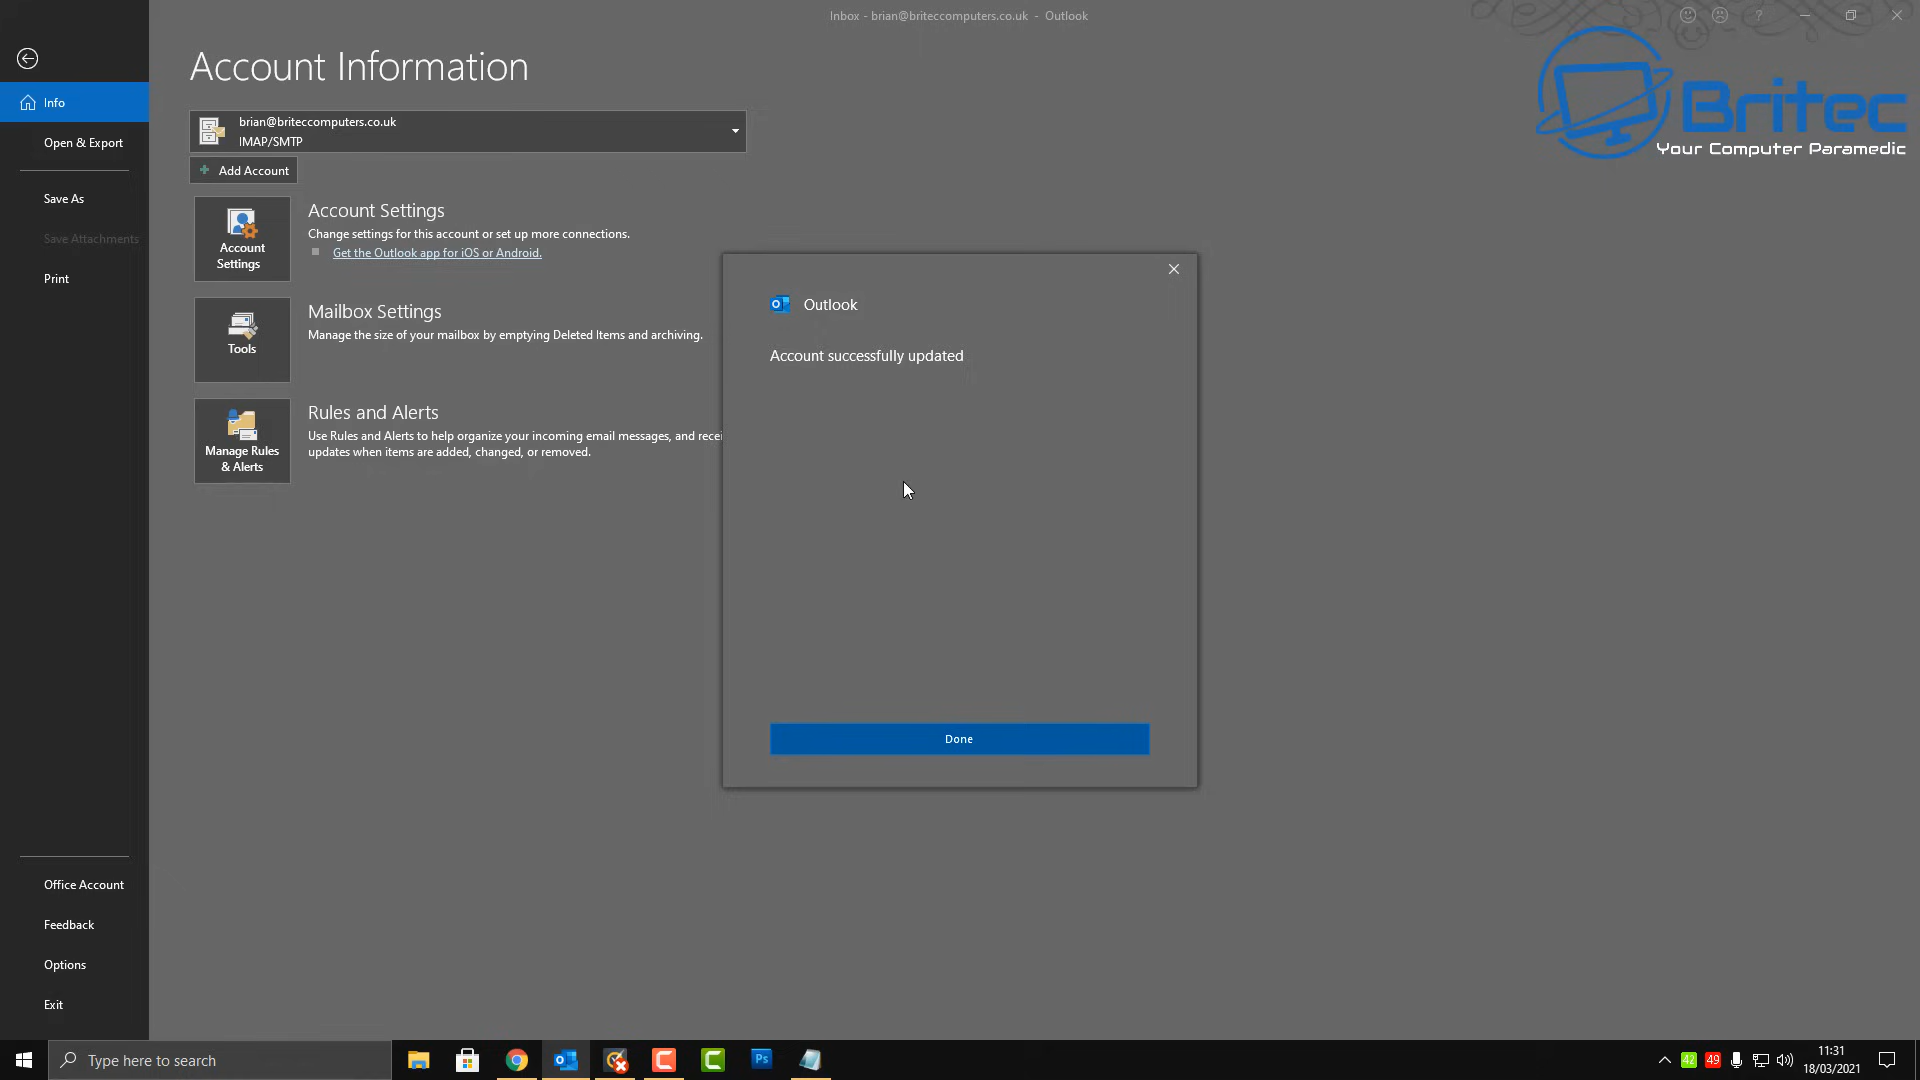 Inbox - brian@briteccomputers.co.uk - Outlook
?
Account Information
Britec
Your Computer Paramedic
Info
brian@briteccomputers.co.uk
IMAP/SMTP
Open & Export
Add Account
Save As
Account Settings
Change settings for this account or set up more connections.
Get the Outlook app for iOS or Android.
Account
Settings
Save Attachments
Print
Mailbox Settings
Manage the size of your mailbox by emptying Deleted Items and archiving.
Tools
Rules and Alerts
Use Rules and Alerts to help organize your incoming email messages, and recei
updates when items are added, changed, or removed.
Manage Rules
& Alerts
Outlook
Account successfully updated
Done
Office Account
Feedback
Options
Exit
Type here to search
Ps
42
49
11:31
18/03/2021